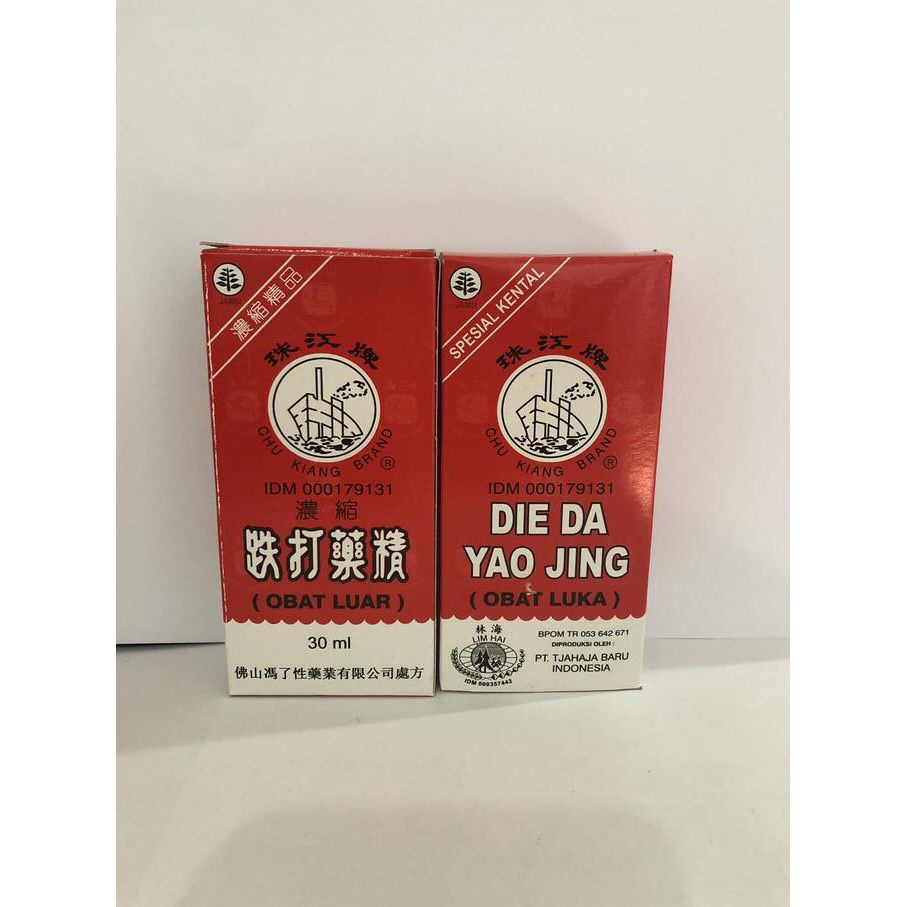 JAMU
濃縮精品
珠江牌
CHU KIANG BRAND ®
IDM 000179131
濃縮
跌打藥精
( OBAT LUAR )
30 ml
佛山馮了性藥業有限公司處方
JAMU
SPESIAL KENTAL
珠江牌
CHU KIANG BRAND ®
IDM 000179131
DIE DA
YAO JING
( OBAT LUKA )
林海
LIM HAI
IDM 000357442
BPOM TR 053 642 671
DIPRODUKSI OLEH :
PT. TJAHAJA BARU
INDONESIA